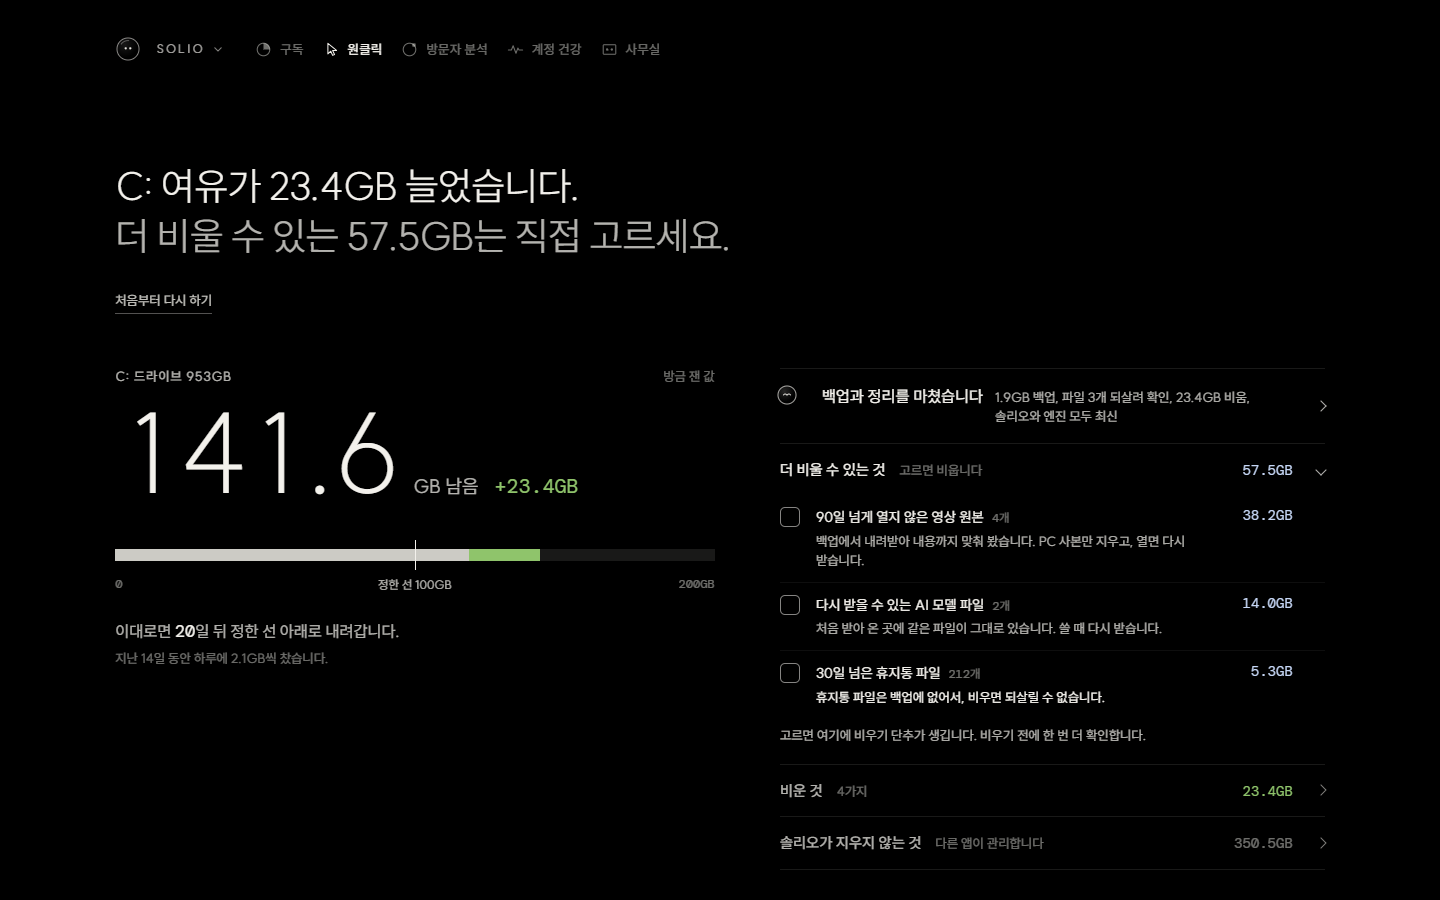 SOLIO
구독
원클릭
방문자 분석
계정 건강
사무실
C: 여유가 23.4GB 늘었습니다.
더 비울 수 있는 57.5GB는 직접 고르세요.
처음부터 다시 하기
C: 드라이브 953GB
방금 잰 값
141.6 GB 남음 +23.4GB
0
정한 선 100GB
200GB
이대로면 20일 뒤 정한 선 아래로 내려갑니다.
지난 14일 동안 하루에 2.1GB씩 찼습니다.
백업과 정리를 마쳤습니다
1.9GB 백업, 파일 3개 되살려 확인, 23.4GB 비움,
솔리오와 엔진 모두 최신
더 비울 수 있는 것 고르면 비웁니다 57.5GB
90일 넘게 열지 않은 영상 원본 4개 38.2GB
백업에서 내려받아 내용까지 맞춰 봤습니다. PC 사본만 지우고, 열면 다시
받습니다.
다시 받을 수 있는 AI 모델 파일 2개 14.0GB
처음 받아 온 곳에 같은 파일이 그대로 있습니다. 쓸 때 다시 받습니다.
30일 넘은 휴지통 파일 212개 5.3GB
휴지통 파일은 백업에 없어서, 비우면 되살릴 수 없습니다.
고르면 여기에 비우기 단추가 생깁니다. 비우기 전에 한 번 더 확인합니다.
비운 것 4가지 23.4GB
솔리오가 지우지 않는 것 다른 앱이 관리합니다 350.5GB